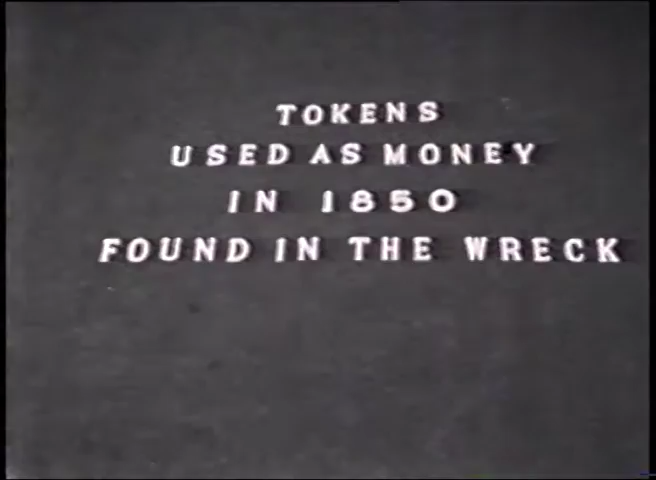 TOKENS
USED AS MONEY
IN 1850
FOUND IN THE WRECK